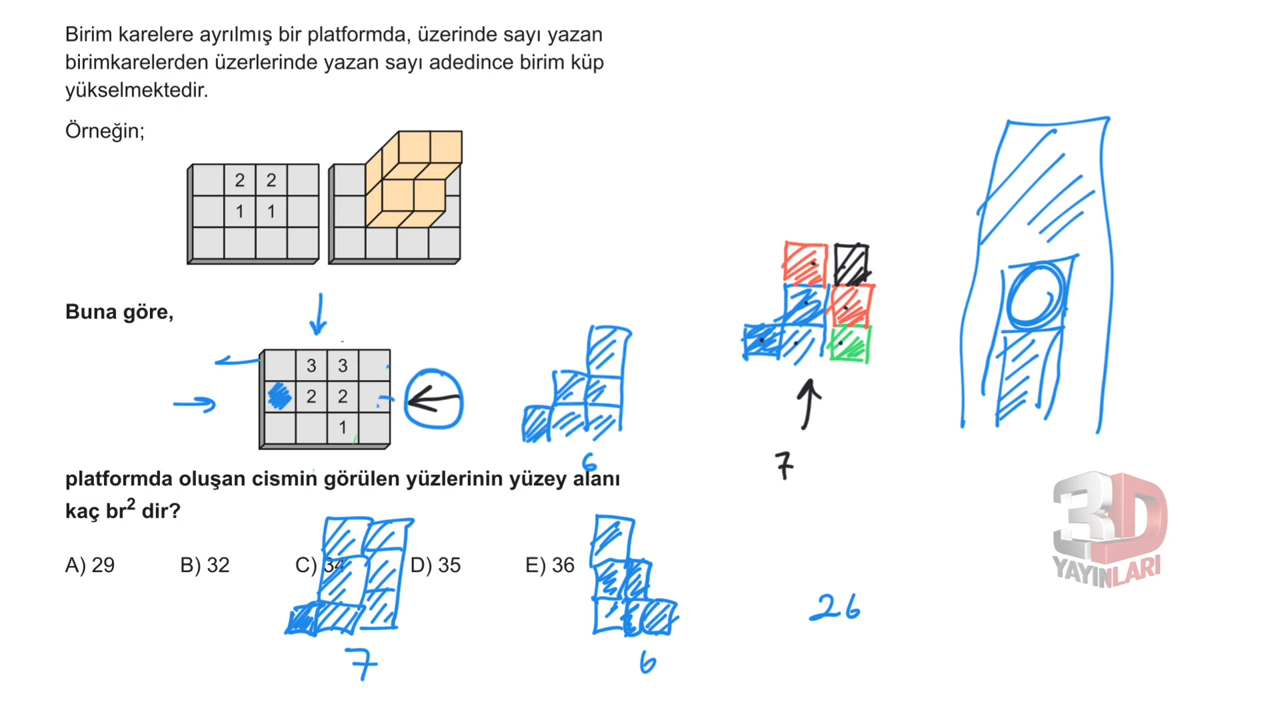 Birim karelere ayrılmış bir platformda, üzerinde sayı yazan
birimkarelerden üzerlerinde yazan sayı adedince birim küp
yükselmektedir.
Örneğin;
2 2
1 1
Buna göre,
3 3
2 2
1
6
7
platformda oluşan cismin görülen yüzlerinin yüzey alanı
kaç br² dir?
A) 29 B) 32 C) 34 D) 35 E) 36
7
6
26
3D
YAYINLARI